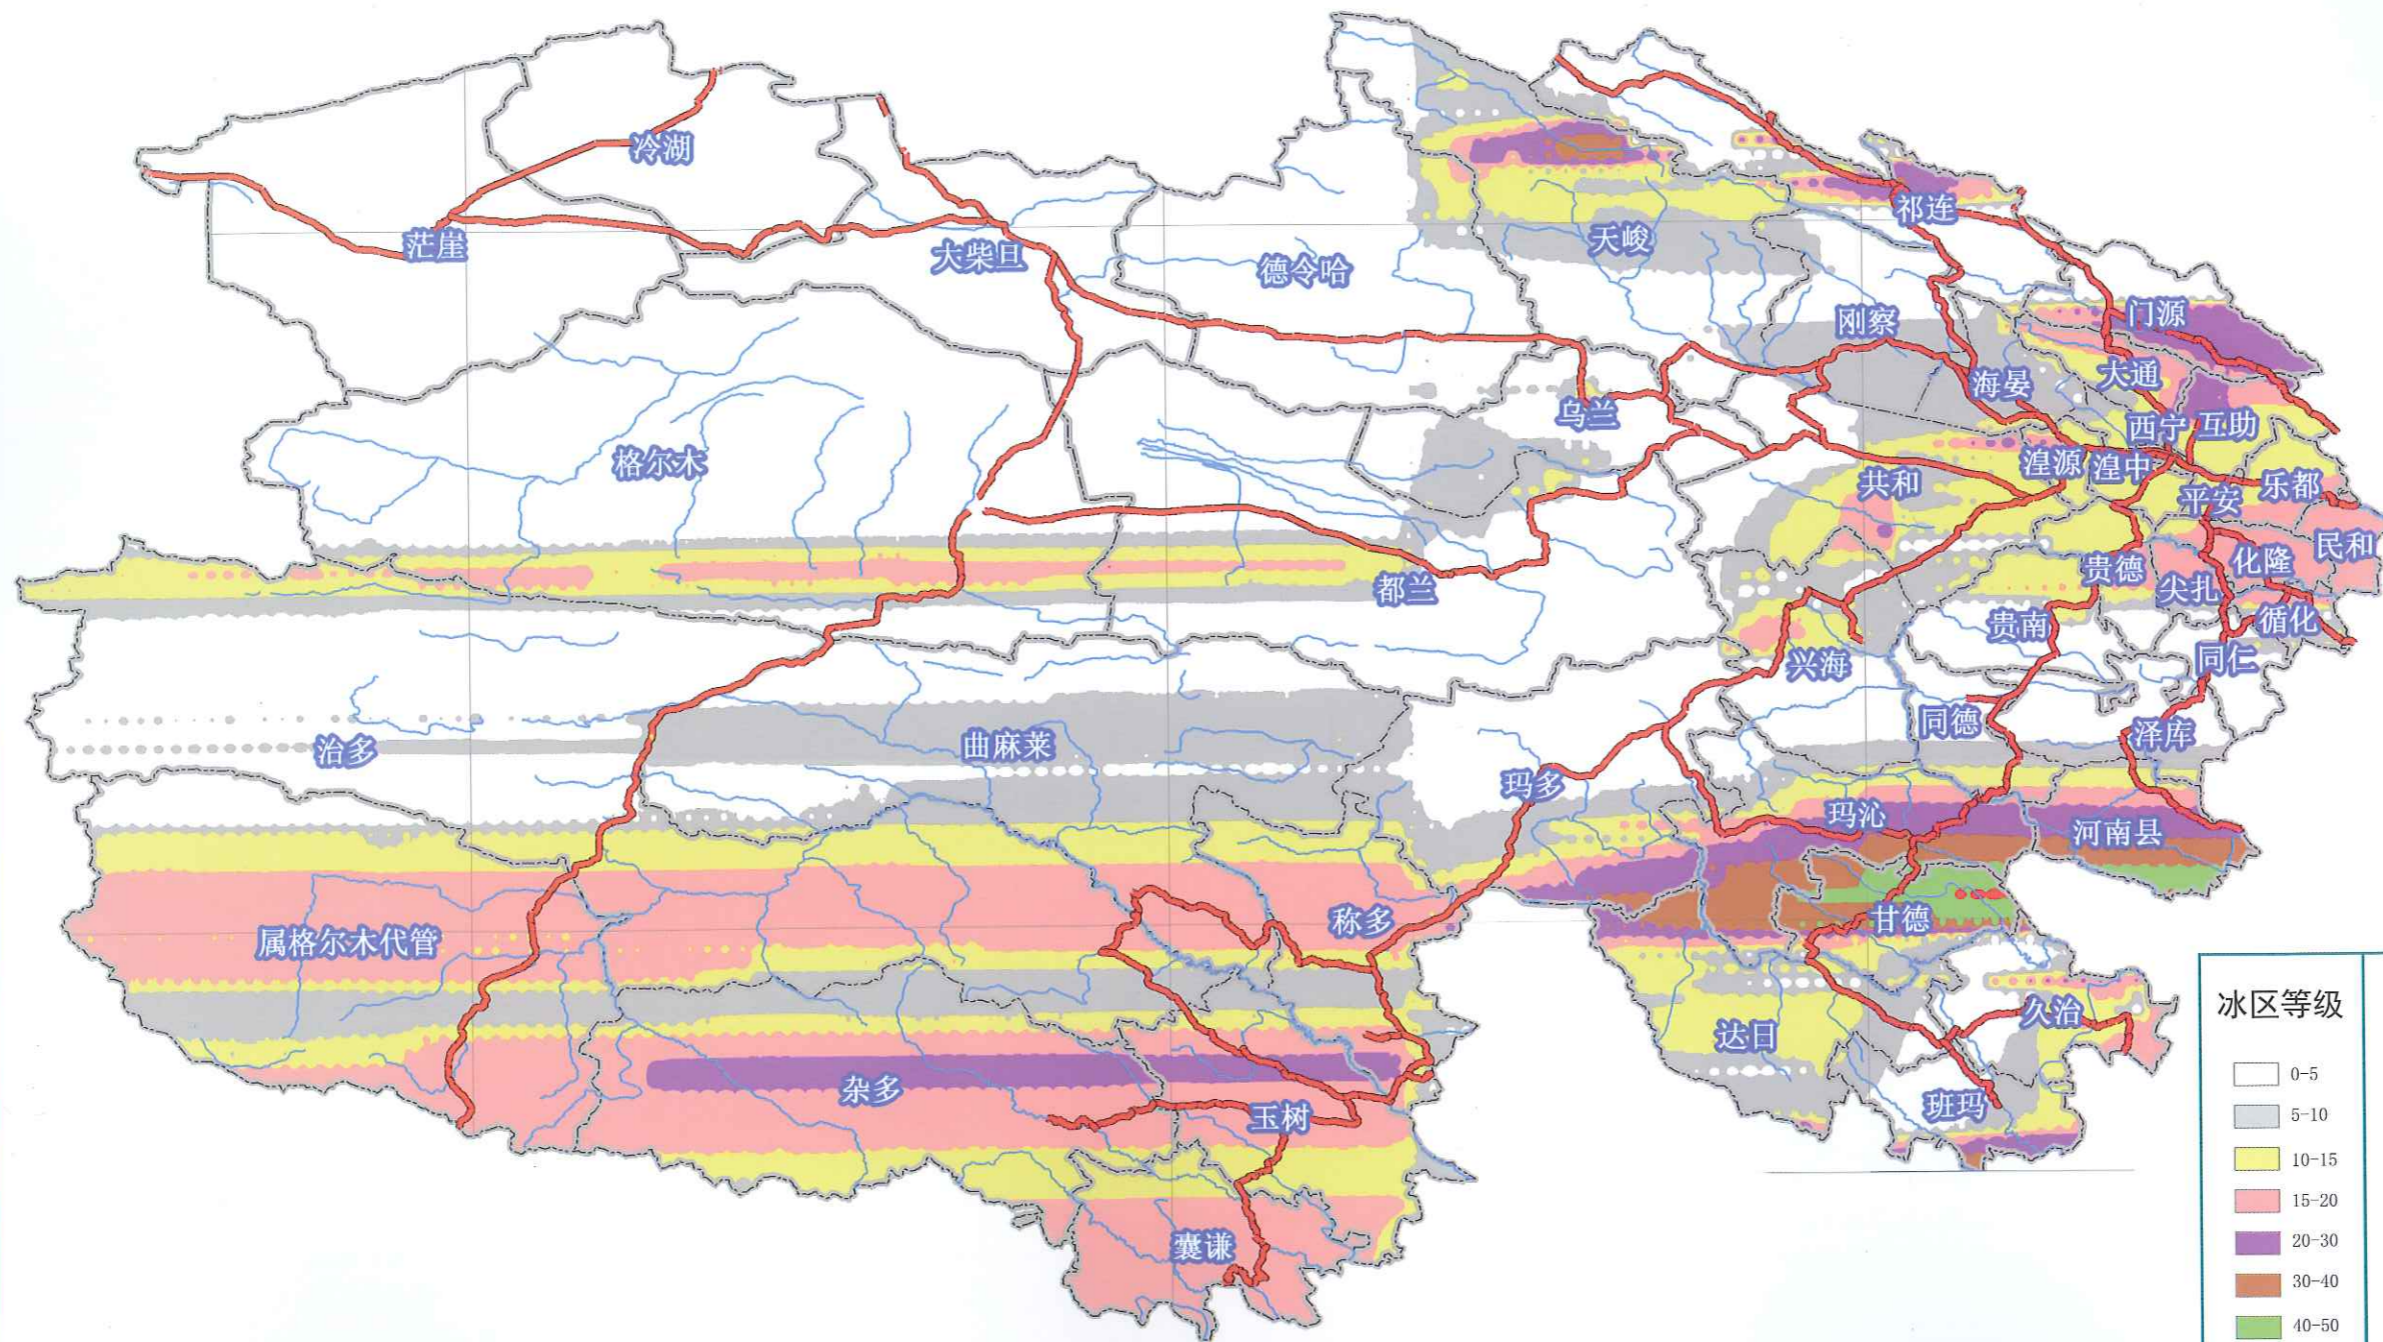 冷湖
祁连
茫崖
大柴旦
德令哈
天峻
门源
刚察
大通
海晏
乌兰
西宁
互助
格尔木
湟源
湟中
共和
乐都
平安
民和
化隆
贵德
尖扎
都兰
循化
贵南
同仁
兴海
同德
泽库
治多
曲麻莱
玛多
玛沁
河南县
称多
甘德
属格尔木代管
久治
达日
杂多
班玛
玉树
囊谦
冰区等级
0-5
5-10
10-15
15-20
20-30
30-40
40-50